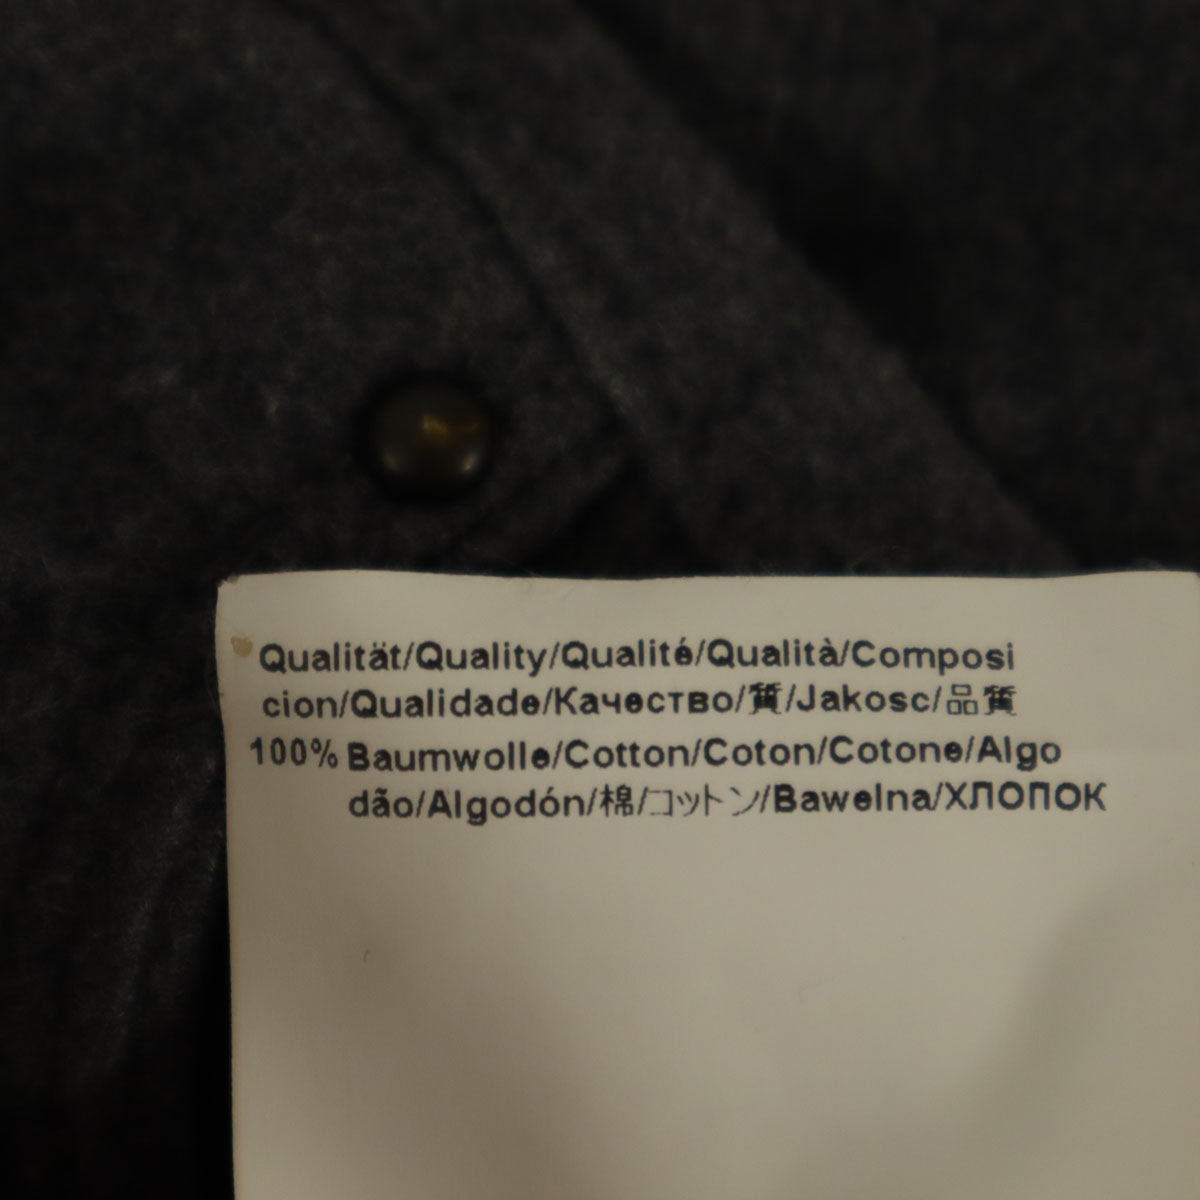 Qualität/Quality/Qualité/Qualità/Composi
cion/Qualidade/Качество/質/Jakosc/品質
100% Baumwolle/Cotton/Coton/Cotone/Algo
dão/Algodón/棉/コットン/Bawelna/ХЛОПОК